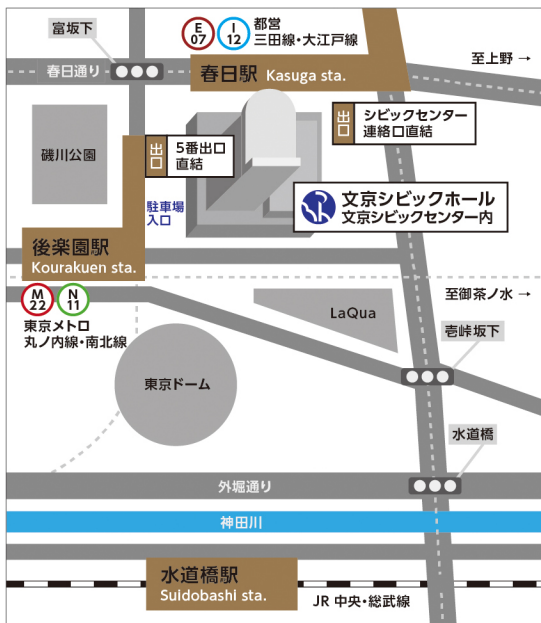 富坂下
E
07
I
12
都営
三田線・大江戸線
至上野 →
春日通り
春日駅 Kasuga sta.
出口
シビックセンター
連絡口直結
出口
5番出口
直結
礒川公園
駐車場
入口
文京シビックホール
文京シビックセンター内
後楽園駅
Kourakuen sta.
M
22
N
11
東京メトロ
丸ノ内線・南北線
至御茶ノ水 →
LaQua
壱岐坂下
東京ドーム
水道橋
外堀通り
神田川
水道橋駅
Suidobashi sta.
JR 中央・総武線